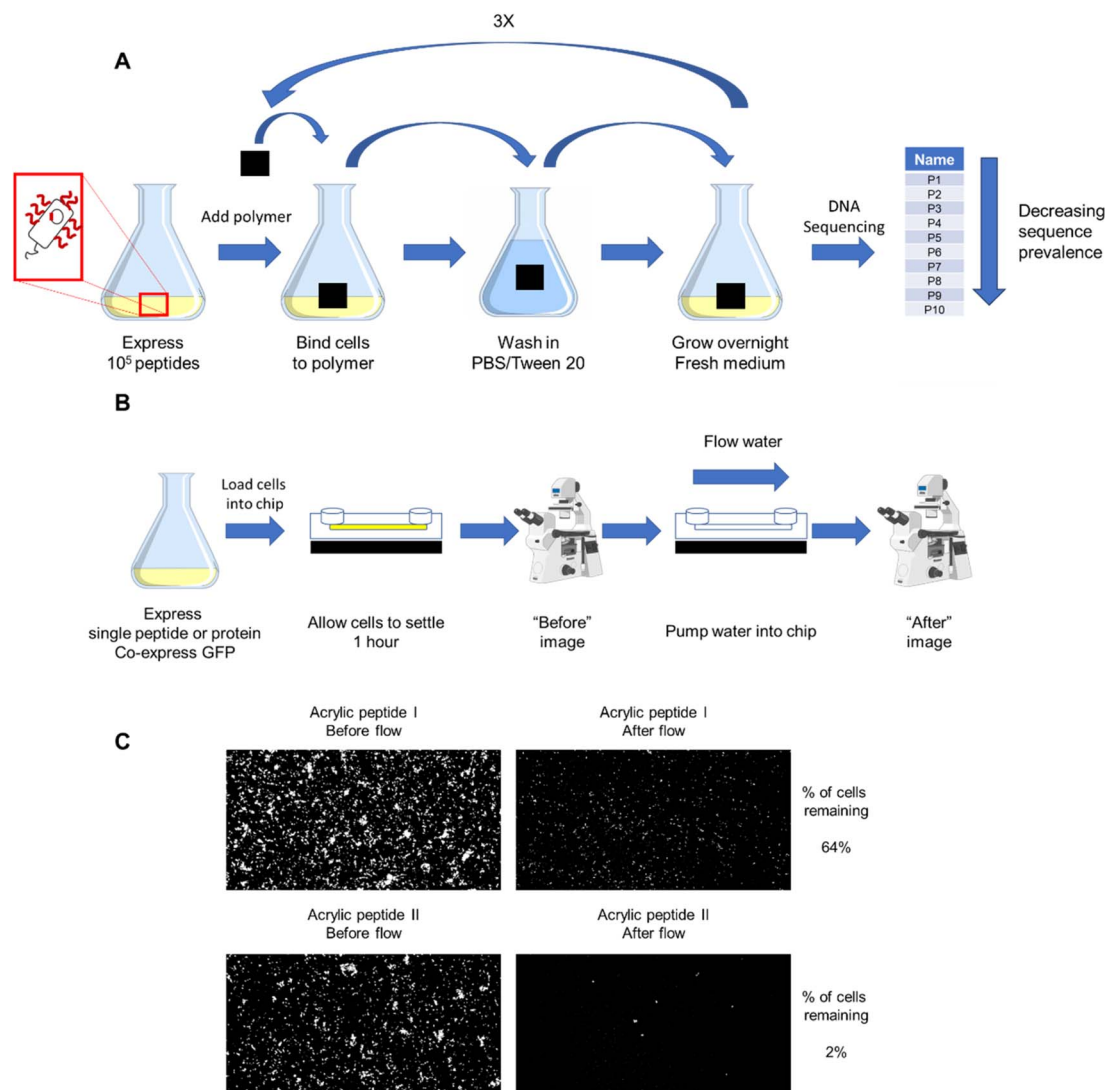 3X
A
Add polymer
DNA
Sequencing
Name
P1
P2
P3
P4
P5
P6
P7
P8
P9
P10
Decreasing
sequence
prevalence
Express
10⁵ peptides
Bind cells
to polymer
Wash in
PBS/Tween 20
Grow overnight
Fresh medium
B
Load cells
into chip
Flow water
Express
single peptide or protein
Co-express GFP
Allow cells to settle
1 hour
“Before”
image
Pump water into chip
“After”
image
C
Acrylic peptide I
Before flow
Acrylic peptide I
After flow
% of cells
remaining
64%
Acrylic peptide II
Before flow
Acrylic peptide II
After flow
% of cells
remaining
2%